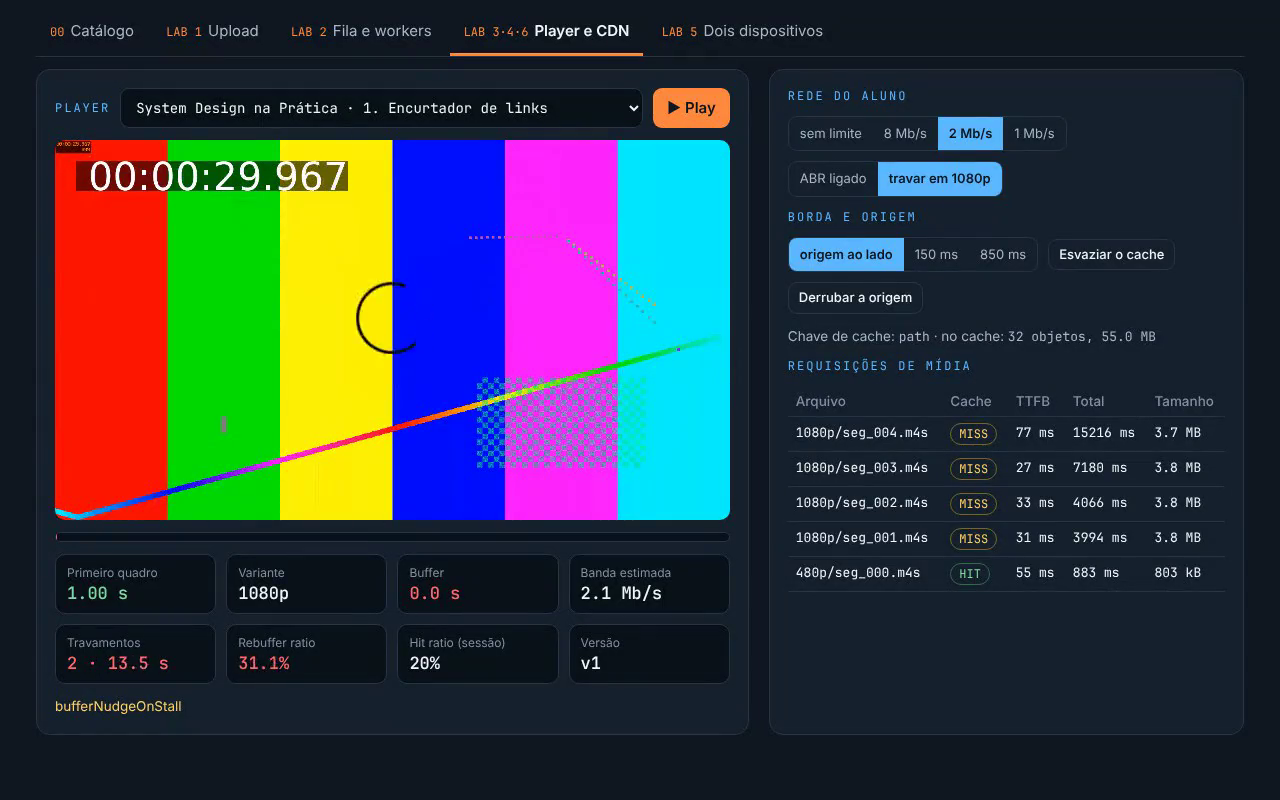 00 Catálogo LAB 1 Upload LAB 2 Fila e workers LAB 3·4·6 Player e CDN LAB 5 Dois dispositivos
PLAYER System Design na Prática · 1. Encurtador de links ▶ Play
00:00:29.967
Primeiro quadro
1.00 s
Variante
1080p
Buffer
0.0 s
Banda estimada
2.1 Mb/s
Travamentos
2 · 13.5 s
Rebuffer ratio
31.1%
Hit ratio (sessão)
20%
Versão
v1
bufferNudgeOnStall
REDE DO ALUNO
sem limite 8 Mb/s 2 Mb/s 1 Mb/s
ABR ligado travar em 1080p
BORDA E ORIGEM
origem ao lado 150 ms 850 ms Esvaziar o cache
Derrubar a origem
Chave de cache: path · no cache: 32 objetos, 55.0 MB
REQUISIÇÕES DE MÍDIA
Arquivo Cache TTFB Total Tamanho
1080p/seg_004.m4s MISS 77 ms 15216 ms 3.7 MB
1080p/seg_003.m4s MISS 27 ms 7180 ms 3.8 MB
1080p/seg_002.m4s MISS 33 ms 4066 ms 3.8 MB
1080p/seg_001.m4s MISS 31 ms 3994 ms 3.8 MB
480p/seg_000.m4s HIT 55 ms 883 ms 803 kB